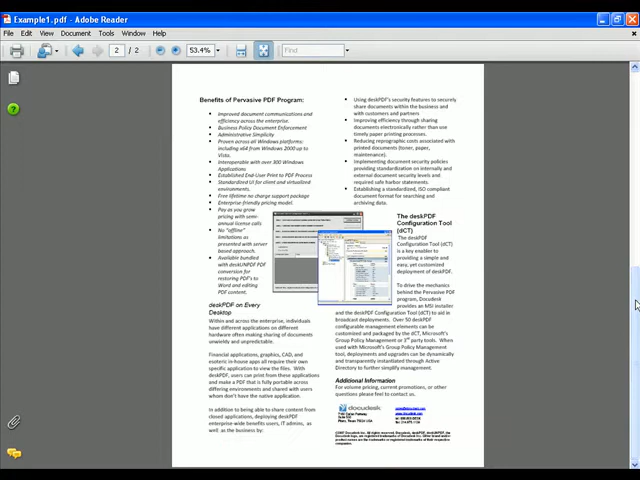 Example1.pdf - Adobe Reader
File Edit View Document Tools Window Help
2 / 2 53.4% Find
Benefits of Pervasive PDF Program:
Improved document communications and
efficiency across the enterprise.
Business Policy Document Enforcement
Administrative Simplicity
Proven across all Windows platforms:
including x64 from Windows 2000 up to
Vista.
Interoperable with over 300 Windows
Applications
Established End-User Print to PDF Process
Standardized UI for client and virtualized
environments.
Free lifetime no charge support package
Enterprise-friendly pricing model.
Pay as you grow
pricing with semi-
annual license calls
No "offline"
limitations as
presented with server
based approach.
Available bundled
with deskUNPDF PDF
conversion for
restoring PDF's to
Word and editing
PDF content.
deskPDF on Every
Desktop
Within and across the enterprise, individuals
have different applications on different
hardware often making sharing of documents
unwieldy and unpredictable.
Financial applications, graphics, CAD, and
esoteric in-house apps all require their own
specific application to view the files. With
deskPDF, users can print from these applications
and make a PDF that is fully portable across
differing environments and shared with users
whom don't have the native application.
In addition to being able to share content from
closed applications, deploying deskPDF
enterprise-wide benefits users, IT admins, as
well, as the business by:
Using deskPDF's security features to securely
share documents within the business and
with customers and partners
Improving efficiency through sharing
documents electronically rather than use
timely paper printing processes.
Reducing reprographic costs associated with
printed documents (toner, paper,
maintenance).
Implementing document security policies
providing standardization on internally and
external document security levels and
required safe harbor statements.
Establishing a standardized, ISO compliant
document format for searching and
archiving data.
The deskPDF
Configuration Tool
(dCT)
The deskPDF
Configuration Tool (dCT)
is a key enabler to
providing a simple and
easy, yet customized
deployment of deskPDF.
To drive the mechanics
behind the Pervasive PDF
program, Docudesk
provides an MSI installer
and the deskPDF Configuration Tool (dCT) to aid in
broadcast deployments. Over 50 deskPDF
configurable management elements can be
customized and packaged by the dCT, Microsoft's
Group Policy Management or 3rd party tools. When
used with Microsoft's Group Policy Management
tool, deployments and upgrades can be dynamically
and transparently instantiated through Active
Directory to further simplify management.
Additional Information
For volume pricing, current promotions, or other
questions please feel contact us.
docudesk